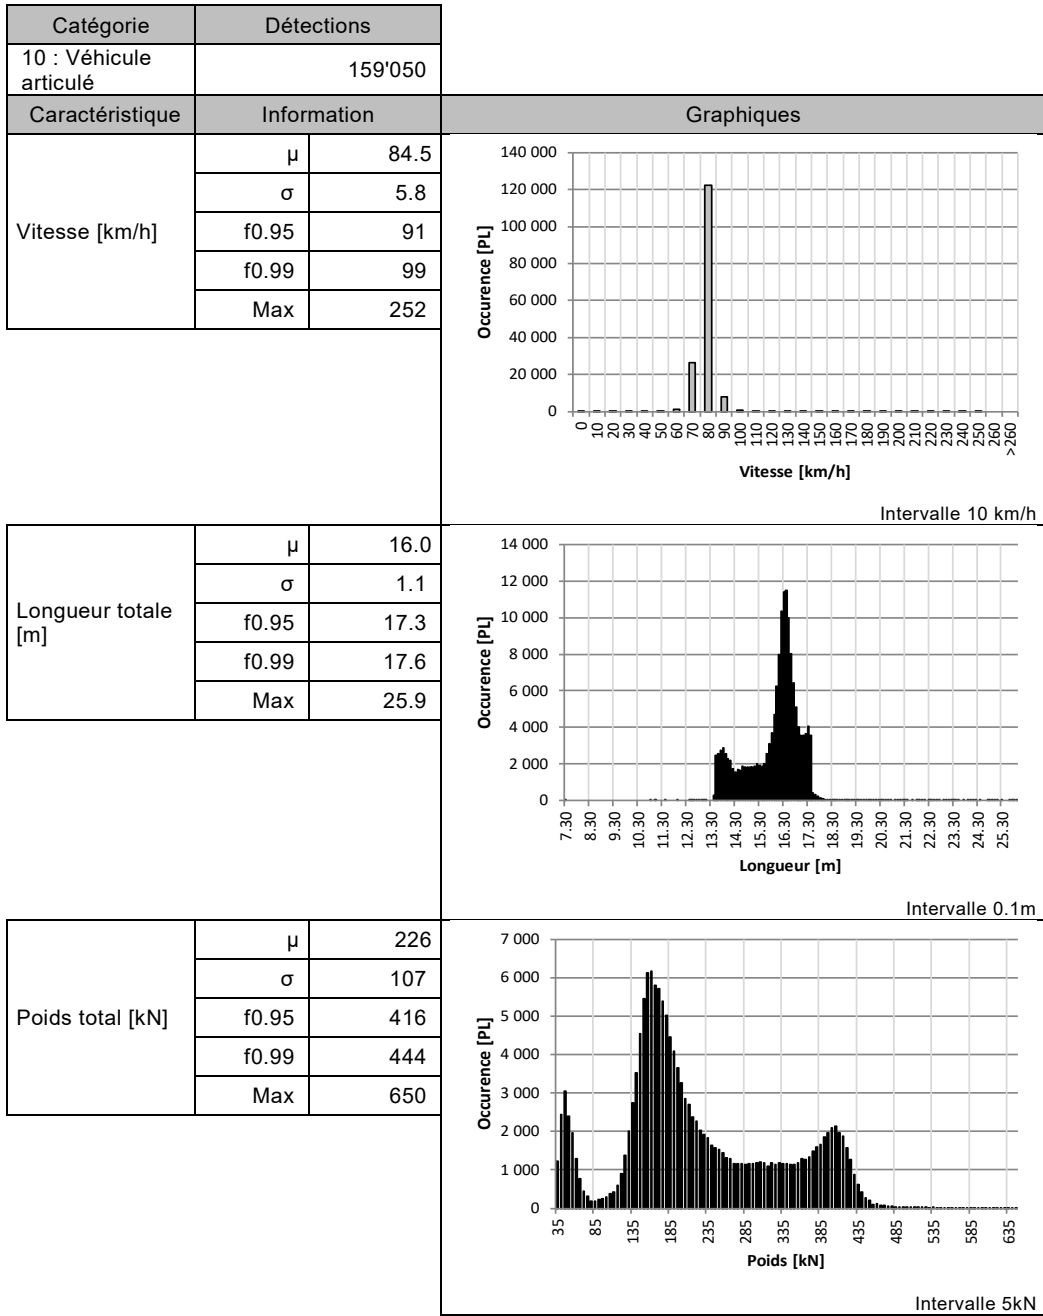 Catégorie Détections
10 : Véhicule
articulé
159'050
Caractéristique Information Graphiques
Vitesse [km/h]
µ 84.5
σ 5.8
f0.95 91
f0.99 99
Max 252
Occurence [PL]
140 000
120 000
100 000
80 000
60 000
40 000
20 000
0
0 10 20 30 40 50 60 70 80 90 100 110 120 130 140 150 160 170 180 190 200 210 220 230 240 250 260 >260
Vitesse [km/h]
Intervalle 10 km/h
Longueur totale
[m]
µ 16.0
σ 1.1
f0.95 17.3
f0.99 17.6
Max 25.9
Occurence [PL]
14 000
12 000
10 000
8 000
6 000
4 000
2 000
0
7.30 8.30 9.30 10.30 11.30 12.30 13.30 14.30 15.30 16.30 17.30 18.30 19.30 20.30 21.30 22.30 23.30 24.30 25.30
Longueur [m]
Intervalle 0.1m
Poids total [kN]
µ 226
σ 107
f0.95 416
f0.99 444
Max 650
Occurence [PL]
7 000
6 000
5 000
4 000
3 000
2 000
1 000
0
35 85 135 185 235 285 335 385 435 485 535 585 635
Poids [kN]
Intervalle 5kN